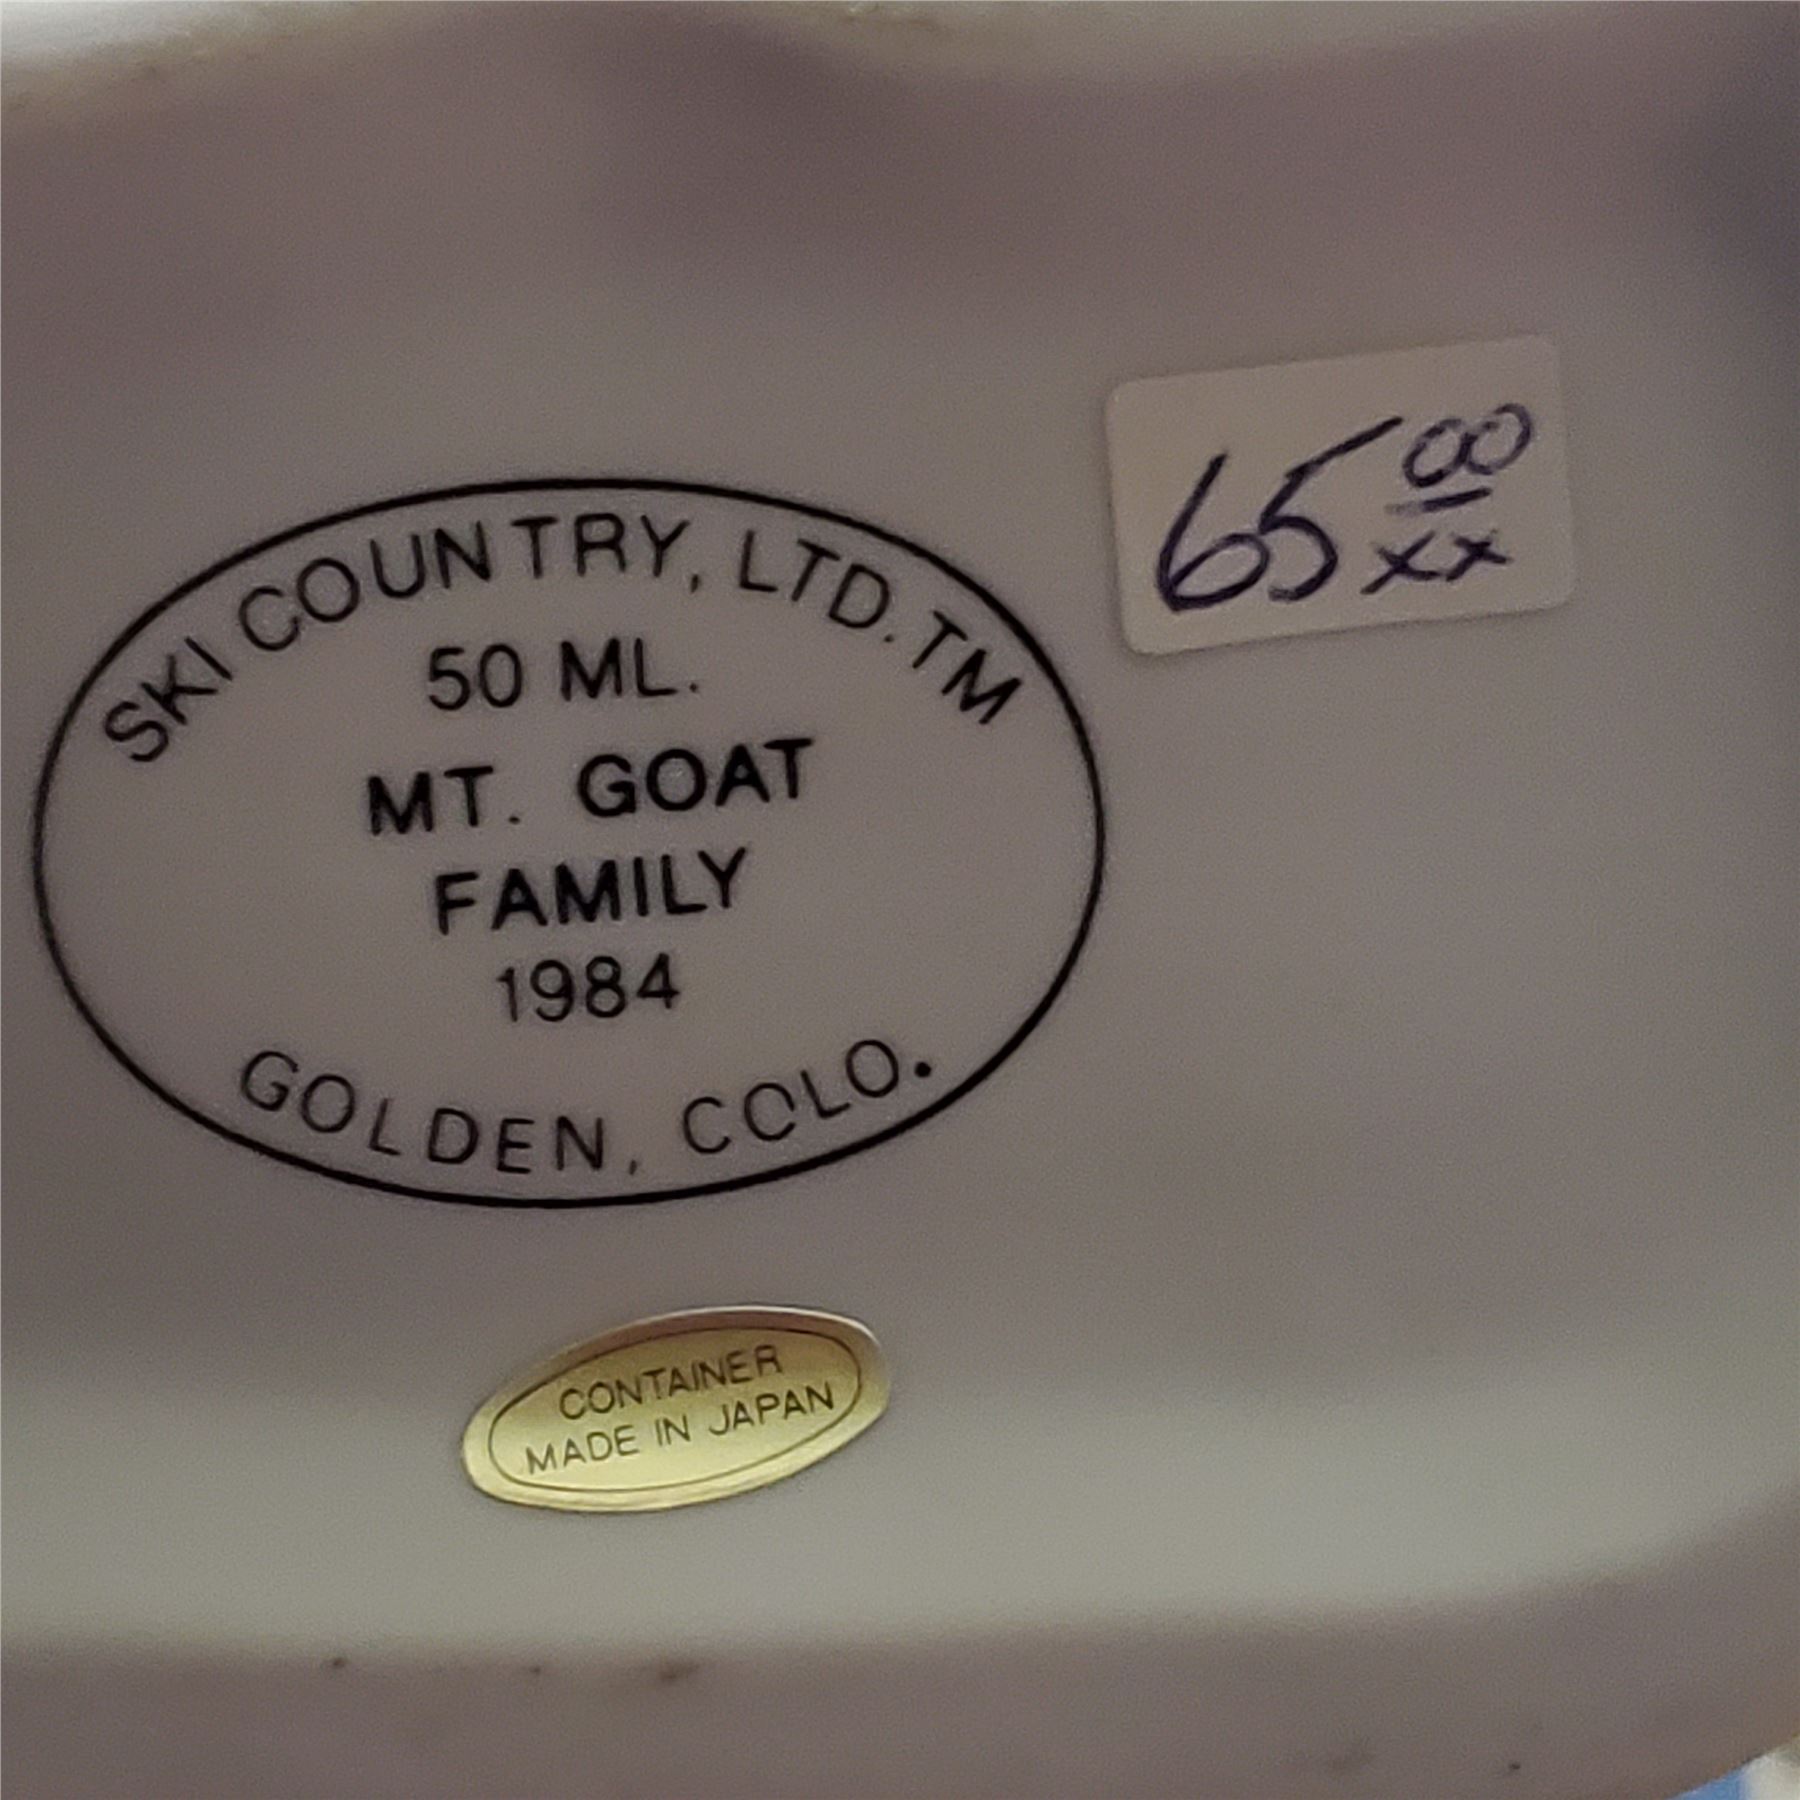 SKI COUNTRY, LTD. TM
50 ML.
MT. GOAT
FAMILY
1984
GOLDEN, COLO.
65 00
xx
CONTAINER
MADE IN JAPAN